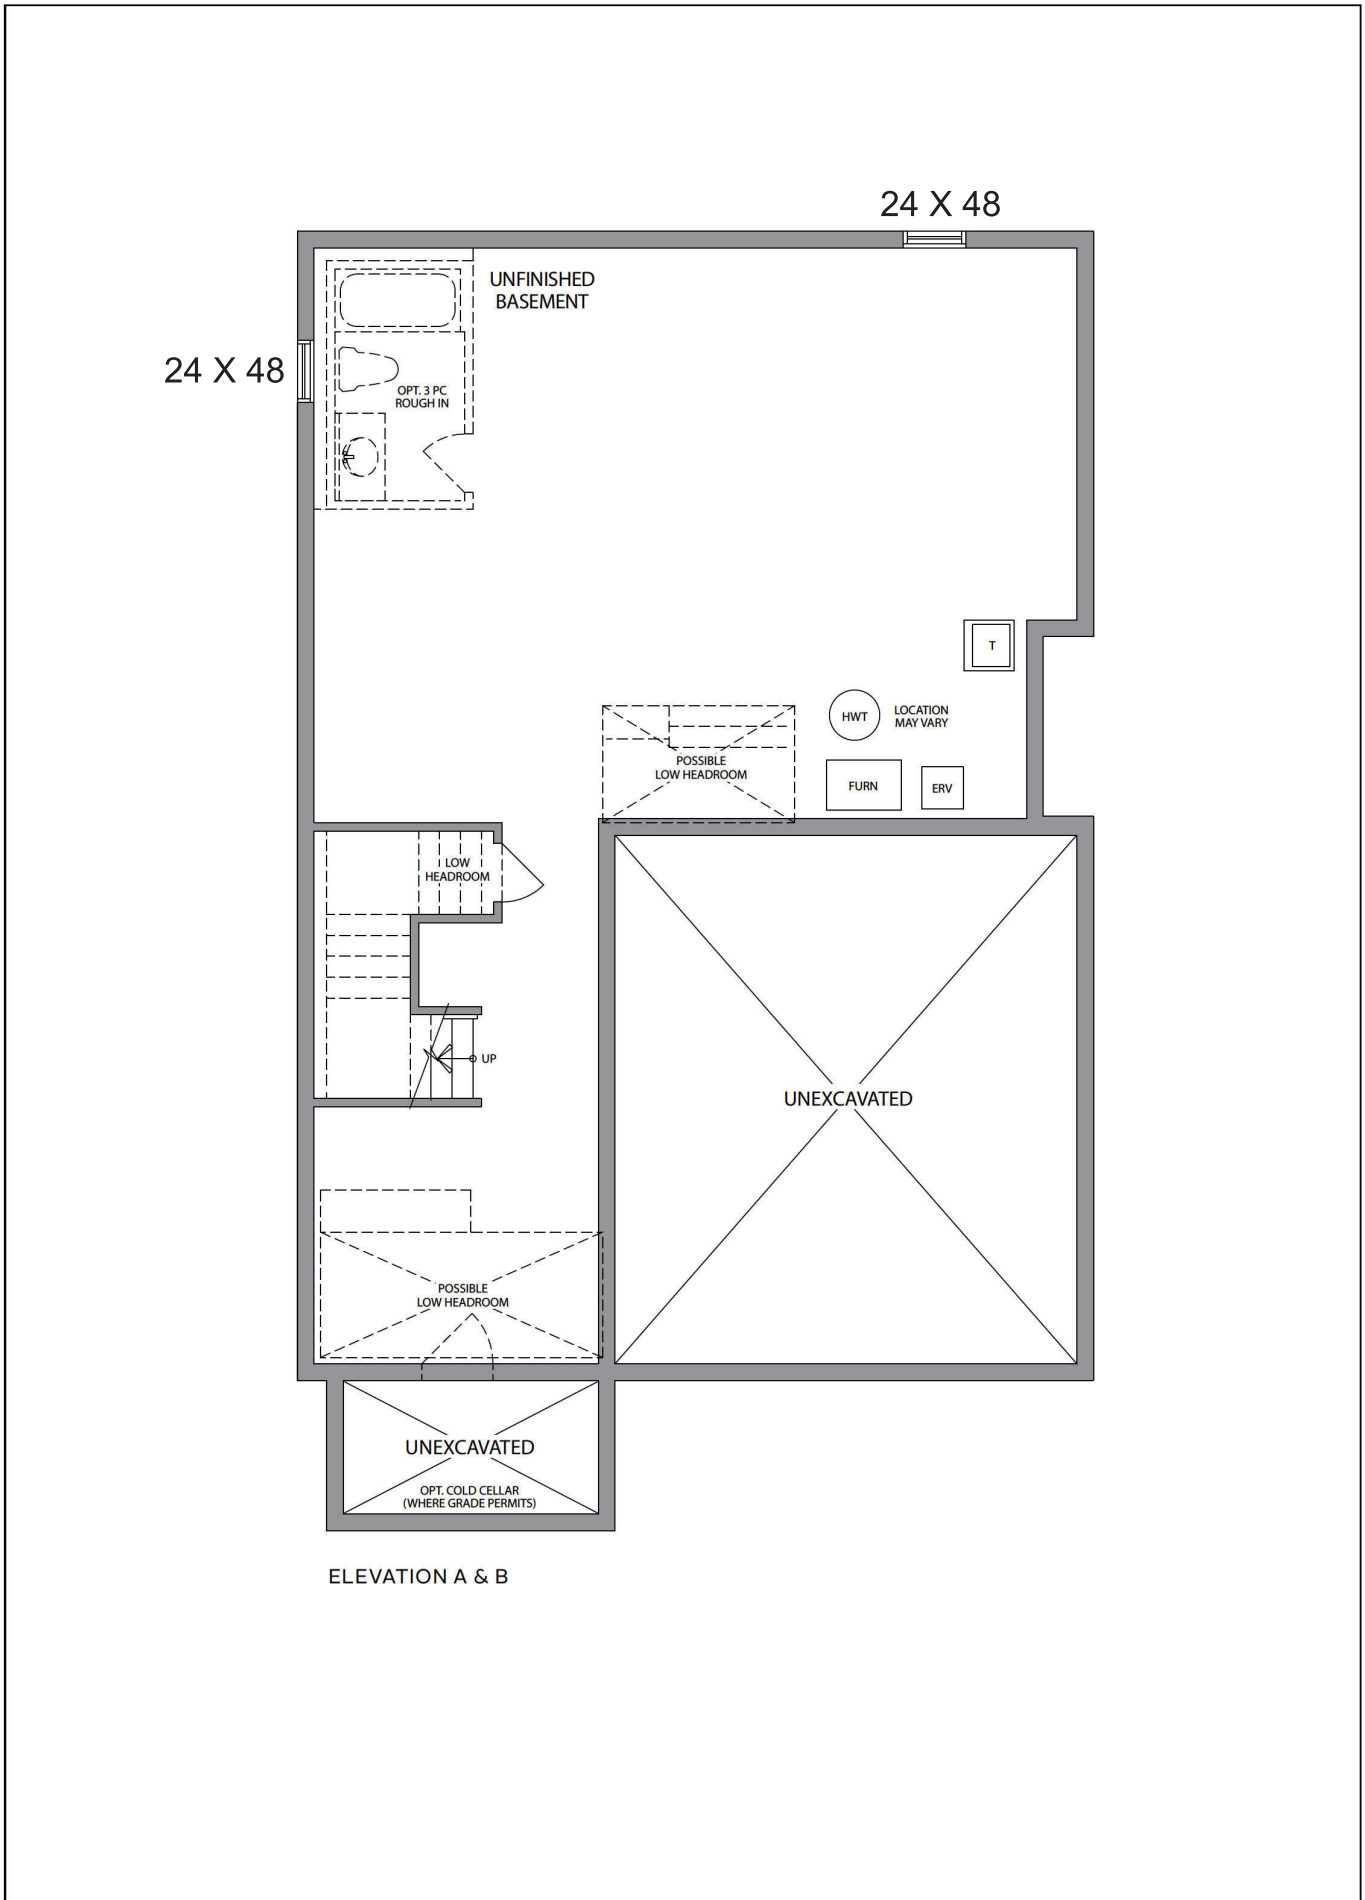 24 X 48
UNFINISHED
BASEMENT
24 X 48
OPT. 3 PC
ROUGH IN
T
HWT
LOCATION
MAY VARY
POSSIBLE
LOW HEADROOM
FURN
ERV
LOW
HEADROOM
UP
UNEXCAVATED
POSSIBLE
LOW HEADROOM
UNEXCAVATED
OPT. COLD CELLAR
(WHERE GRADE PERMITS)
ELEVATION A & B